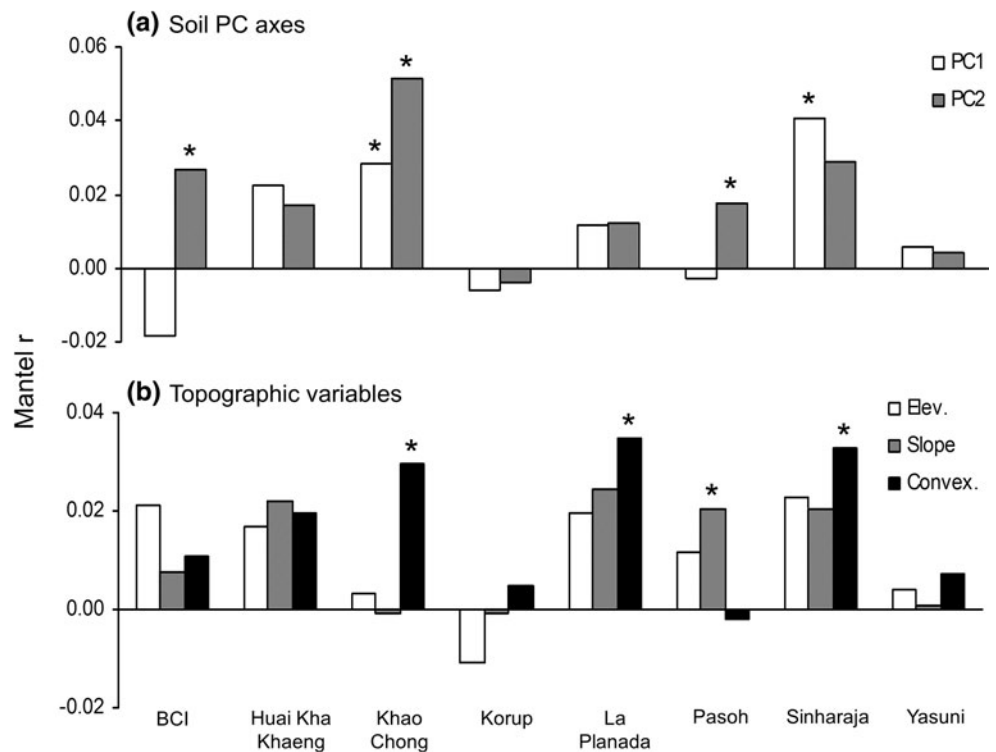 (a) Soil PC axes
0.06
0.04
0.02
0.00
-0.02
* * * * *
PC1
PC2
Mantel r
(b) Topographic variables
0.04
0.02
0.00
-0.02
* * * *
Elev.
Slope
Convex.
BCI
Huai Kha
Khaeng
Khao
Chong
Korup
La
Planada
Pasoh
Sinharaja
Yasuni